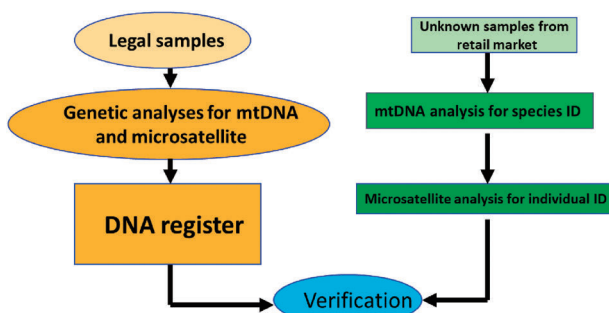 Legal samples
Genetic analyses for mtDNA
and microsatellite
DNA register
Unknown samples from
retail market
mtDNA analysis for species ID
Microsatellite analysis for individual ID
Verification